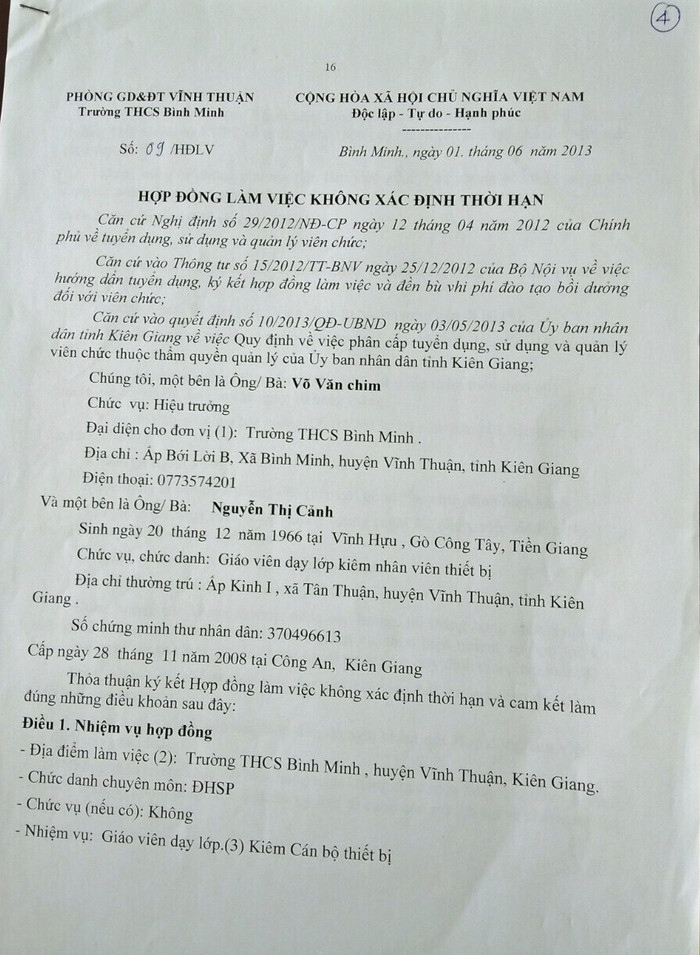 4
16
PHÒNG GD&ĐT VĨNH THUẬN
Trường THCS Bình Minh
CỘNG HÒA XÃ HỘI CHỦ NGHĨA VIỆT NAM
Độc lập - Tự do - Hạnh phúc
---------------
Số: 09 /HĐLV
Bình Minh., ngày 01. tháng 06 năm 2013
HỢP ĐỒNG LÀM VIỆC KHÔNG XÁC ĐỊNH THỜI HẠN
Căn cứ Nghị định số 29/2012/NĐ-CP ngày 12 tháng 04 năm 2012 của Chính
phủ về tuyển dụng, sử dụng và quản lý viên chức;
Căn cứ vào Thông tư số 15/2012/TT-BNV ngày 25/12/2012 của Bộ Nội vụ về việc
hướng dẫn tuyển dụng, ký kết hợp đồng làm việc và đền bù vhi phí đào tạo bồi dưỡng
đối với viên chức;
Căn cứ vào quyết định số 10/2013/QĐ-UBND ngày 03/05/2013 của Ủy ban nhân
dân tỉnh Kiên Giang về việc Quy định về việc phân cấp tuyển dụng, sử dụng và quản lý
viên chức thuộc thẩm quyền quản lý của Ủy ban nhân dân tỉnh Kiên Giang;
Chúng tôi, một bên là Ông/ Bà: Võ Văn chim
Chức vụ: Hiệu trưởng
Đại diện cho đơn vị (1): Trường THCS Bình Minh .
Địa chỉ : Ấp Bới Lời B, Xã Bình Minh, huyện Vĩnh Thuận, tỉnh Kiên Giang
Điện thoại: 0773574201
Và một bên là Ông/ Bà: Nguyễn Thị Cảnh
Sinh ngày 20 tháng 12 năm 1966 tại Vĩnh Hựu , Gò Công Tây, Tiền Giang
Chức vụ, chức danh: Giáo viên dạy lớp kiêm nhân viên thiết bị
Địa chỉ thường trú : Ấp Kinh I , xã Tân Thuận, huyện Vĩnh Thuận, tỉnh Kiên
Giang .
Số chứng minh thư nhân dân: 370496613
Cấp ngày 28 tháng 11 năm 2008 tại Công An, Kiên Giang
Thỏa thuận ký kết Hợp đồng làm việc không xác định thời hạn và cam kết làm
đúng những điều khoản sau đây:
Điều 1. Nhiệm vụ hợp đồng
- Địa điểm làm việc (2): Trường THCS Bình Minh , huyện Vĩnh Thuận, Kiên Giang.
- Chức danh chuyên môn: ĐHSP
- Chức vụ (nếu có): Không
- Nhiệm vụ: Giáo viên dạy lớp.(3) Kiêm Cán bộ thiết bị